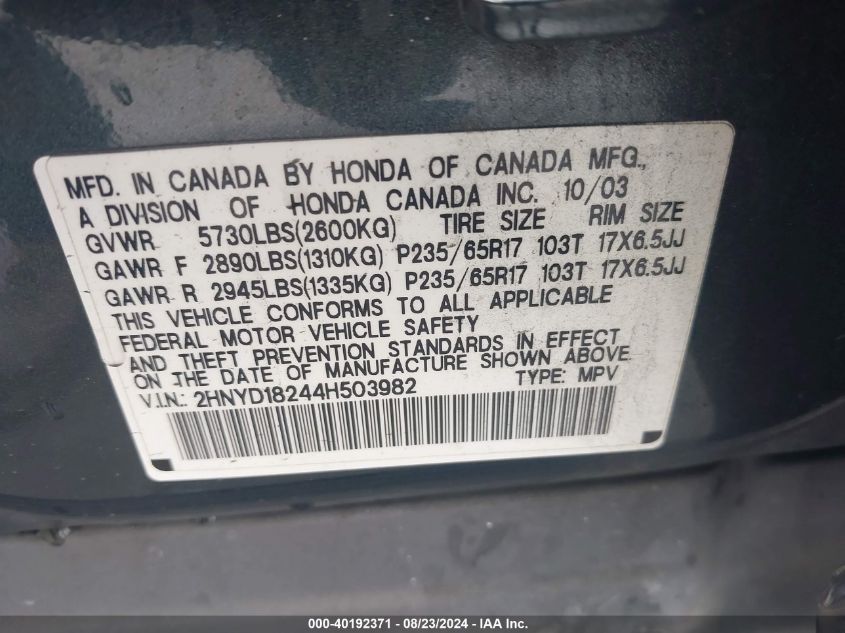 MFD. IN CANADA BY HONDA OF CANADA MFG.,
A DIVISION OF HONDA CANADA INC. 10/03
GVWR 5730LBS(2600KG) TIRE SIZE RIM SIZE
GAWR F 2890LBS(1310KG) P235/65R17 103T 17X6.5JJ
GAWR R 2945LBS(1335KG) P235/65R17 103T 17X6.5JJ
THIS VEHICLE CONFORMS TO ALL APPLICABLE
FEDERAL MOTOR VEHICLE SAFETY
AND THEFT PREVENTION STANDARDS IN EFFECT
ON THE DATE OF MANUFACTURE SHOWN ABOVE.
V.I.N.: 2HNYD18244H503982 TYPE: MPV
000-40192371 - 08/23/2024 - IAA Inc.